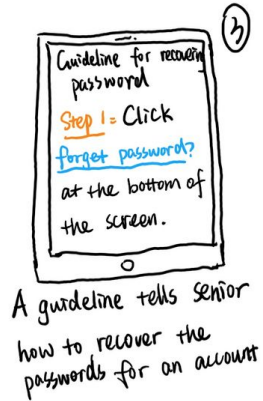 3
Guideline for recovering
password
Step 1: Click
forget password?
at the bottom of
the screen.
A guideline tells senior
how to recover the
passwords for an account